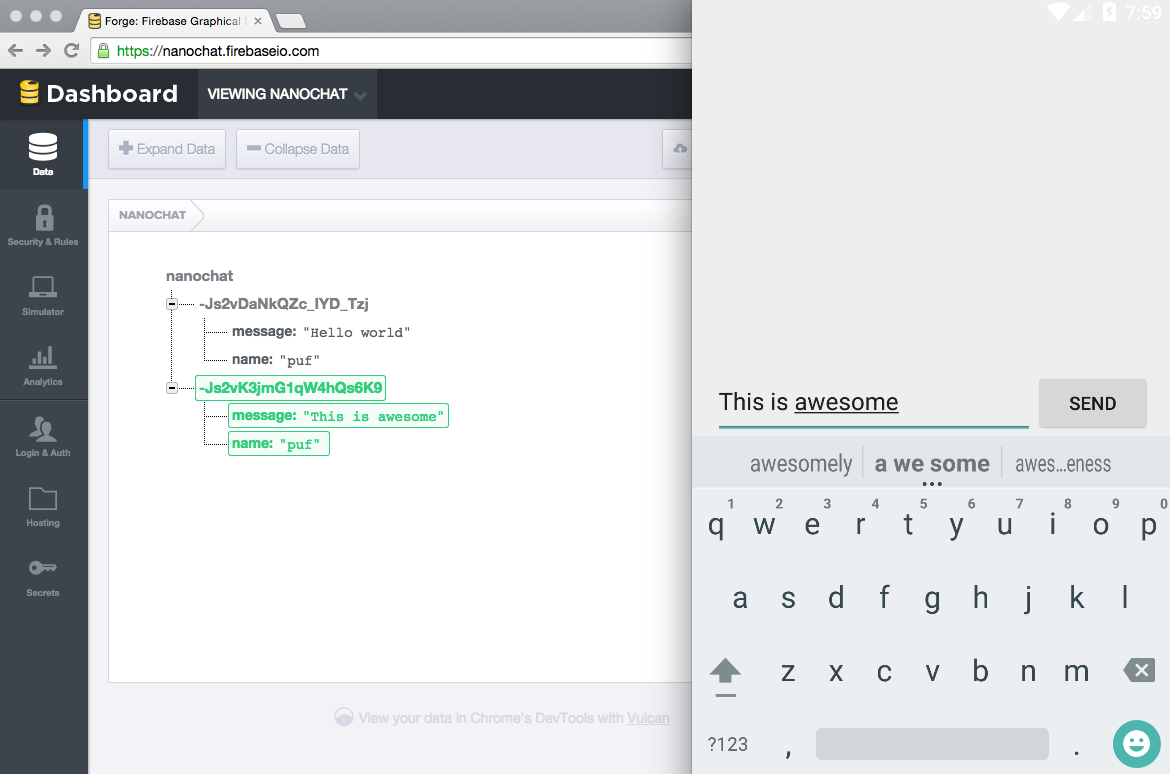 Forge: Firebase Graphical
https://nanochat.firebaseio.com
Dashboard
VIEWING NANOCHAT
Data
Security & Rules
Simulator
Analytics
Login & Auth
Hosting
Secrets
Expand Data
Collapse Data
NANOCHAT
nanochat
-Js2vDaNkQZc_lYD_Tzj
message: "Hello world"
name: "puf"
-Js2vK3jmG1qW4hQs6K9
message: "This is awesome"
name: "puf"
View your data in Chrome's DevTools with Vulcan
7:59
This is awesome
SEND
awesomely a we some awes...eness
1 2 3 4 5 6 7 8 9 0
q w e r t y u i o p
a s d f g h j k l
z x c v b n m
?123 , .